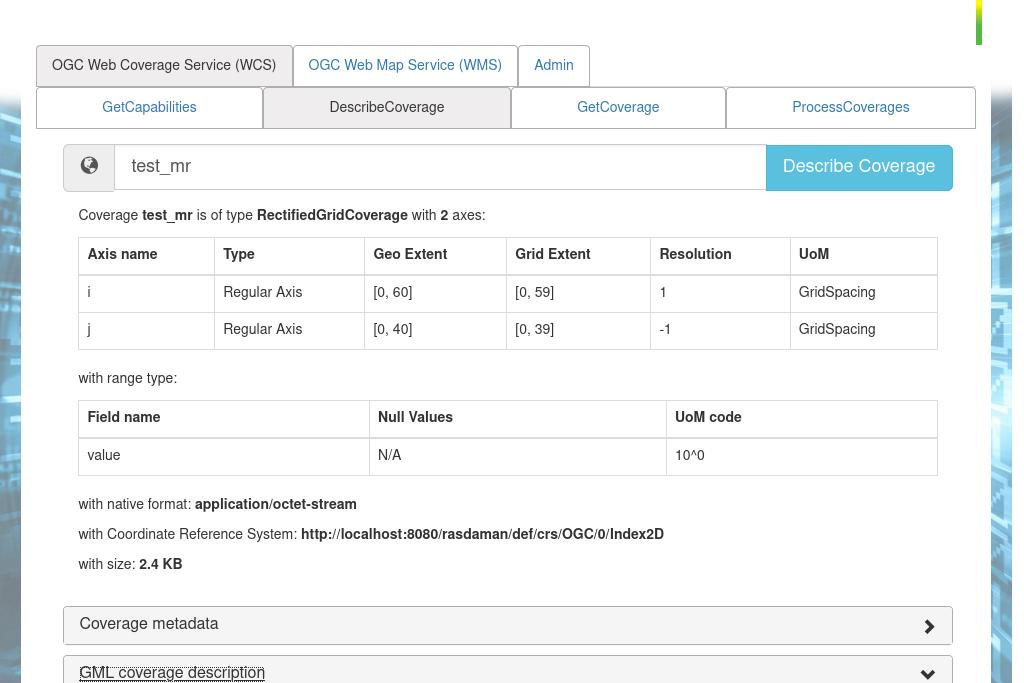 OGC Web Coverage Service (WCS) OGC Web Map Service (WMS) Admin
GetCapabilities DescribeCoverage GetCoverage ProcessCoverages
test_mr Describe Coverage
Coverage test_mr is of type RectifiedGridCoverage with 2 axes:
Axis name Type Geo Extent Grid Extent Resolution UoM
i Regular Axis [0, 60] [0, 59] 1 GridSpacing
j Regular Axis [0, 40] [0, 39] -1 GridSpacing
with range type:
Field name Null Values UoM code
value N/A 10^0
with native format: application/octet-stream
with Coordinate Reference System: http://localhost:8080/rasdaman/def/crs/OGC/0/Index2D
with size: 2.4 KB
Coverage metadata
GML coverage description